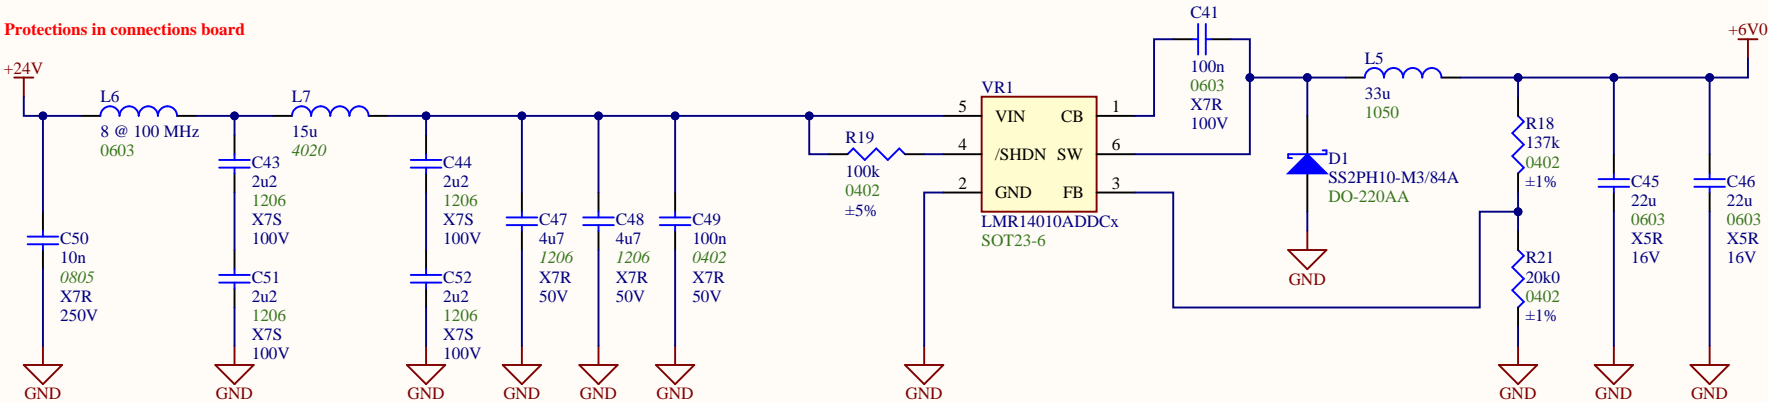 Protections in connections board
+24V
L6
8 @ 100 MHz
0603
L7
15u
4020
C50
10n
0805
X7R
250V
C43
2u2
1206
X7S
100V
C51
2u2
1206
X7S
100V
C44
2u2
1206
X7S
100V
C52
2u2
1206
X7S
100V
C47
4u7
1206
X7R
50V
C48
4u7
1206
X7R
50V
C49
100n
0402
X7R
50V
R19
100k
0402
±5%
VR1
5 VIN CB 1
4 /SHDN SW 6
2 GND FB 3
LMR14010ADDCx
SOT23-6
C41
100n
0603
X7R
100V
D1
SS2PH10-M3/84A
DO-220AA
GND
L5
33u
1050
+6V0
R18
137k
0402
±1%
R21
20k0
0402
±1%
C45
22u
0603
X5R
16V
C46
22u
0603
X5R
16V
GND
GND
GND
GND
GND
GND
GND
GND
GND
GND